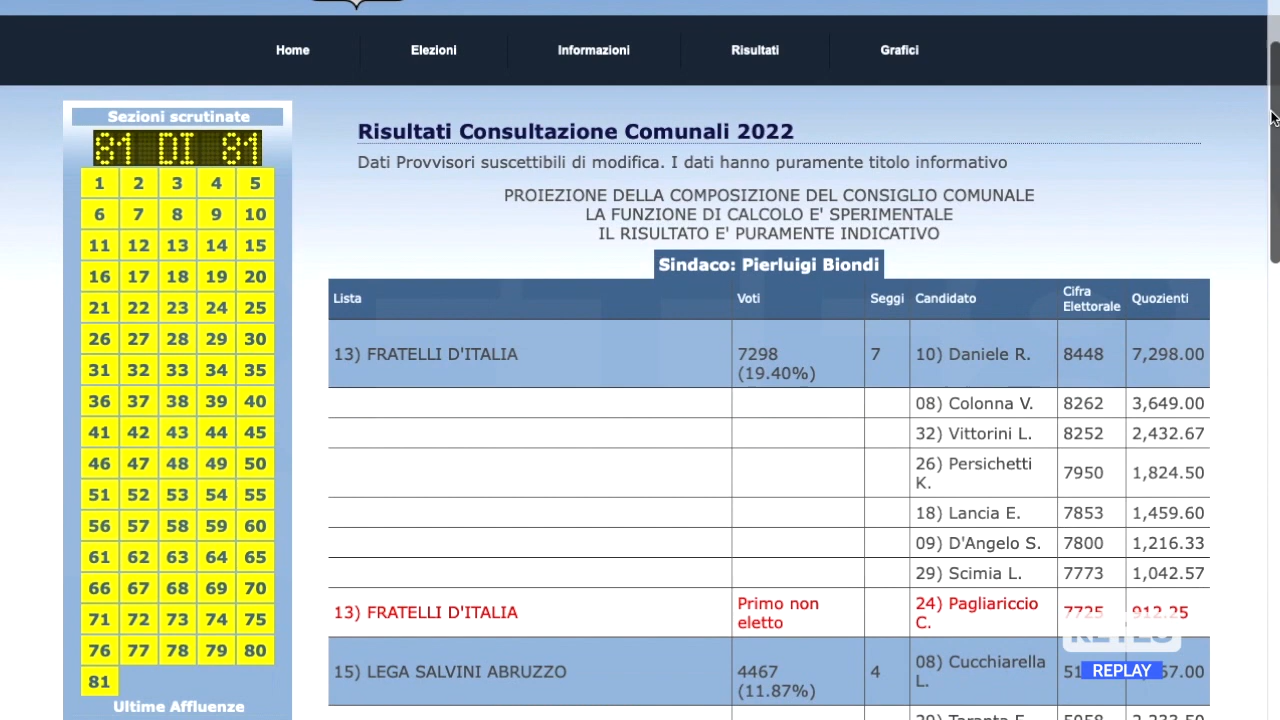 Home Elezioni Informazioni Risultati Grafici
Sezioni scrutinate
81 DI 81
1 2 3 4 5
6 7 8 9 10
11 12 13 14 15
16 17 18 19 20
21 22 23 24 25
26 27 28 29 30
31 32 33 34 35
36 37 38 39 40
41 42 43 44 45
46 47 48 49 50
51 52 53 54 55
56 57 58 59 60
61 62 63 64 65
66 67 68 69 70
71 72 73 74 75
76 77 78 79 80
81
Ultime Affluenze
Risultati Consultazione Comunali 2022
Dati Provvisori suscettibili di modifica. I dati hanno puramente titolo informativo
PROIEZIONE DELLA COMPOSIZIONE DEL CONSIGLIO COMUNALE
LA FUNZIONE DI CALCOLO E' SPERIMENTALE
IL RISULTATO E' PURAMENTE INDICATIVO
Sindaco: Pierluigi Biondi
Lista Voti Seggi Candidato Cifra Elettorale Quozienti
13) FRATELLI D'ITALIA 7298 7 10) Daniele R. 8448 7,298.00
(19.40%)
08) Colonna V. 8262 3,649.00
32) Vittorini L. 8252 2,432.67
26) Persichetti 7950 1,824.50
K.
18) Lancia E. 7853 1,459.60
09) D'Angelo S. 7800 1,216.33
29) Scimia L. 7773 1,042.57
13) FRATELLI D'ITALIA Primo non eletto 24) Pagliariccio C. 7725 912.25
15) LEGA SALVINI ABRUZZO 4467 4 08) Cucchiarella
(11.87%) L.
REPLAY